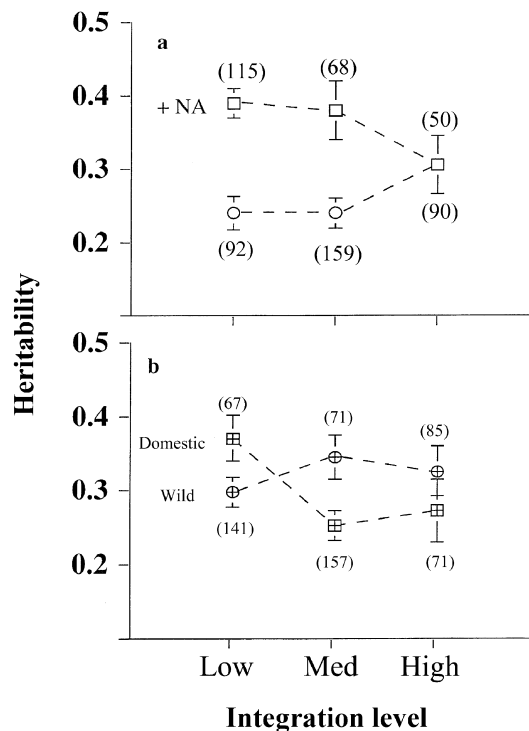 0.5
a
(115)
(68)
0.4
+ NA
(50)
0.3
(90)
0.2
(92)
(159)
Heritability
0.5
b
(67)
(71)
(85)
0.4
Domestic
Wild
0.3
(141)
(157)
(71)
0.2
Low Med High
Integration level